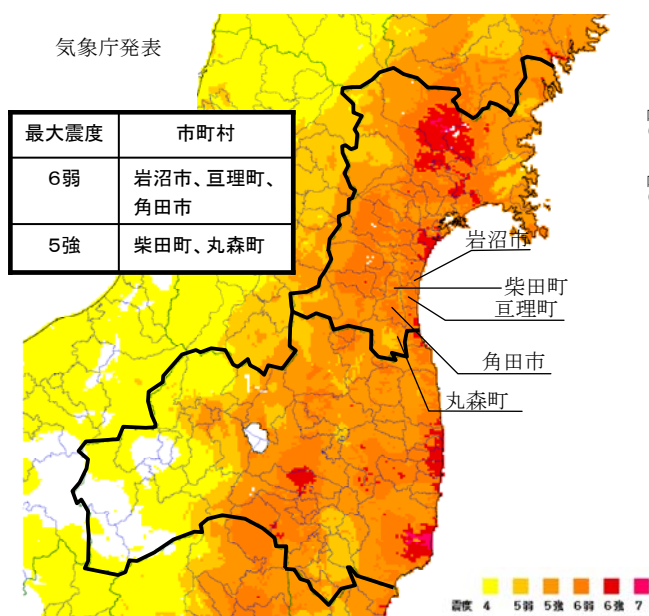 気象庁発表
最大震度 市町村
6弱 岩沼市、亘理町、
角田市
5強 柴田町、丸森町
岩沼市
柴田町
亘理町
角田市
丸森町
震度 4 5弱 5強 6弱 6強 7